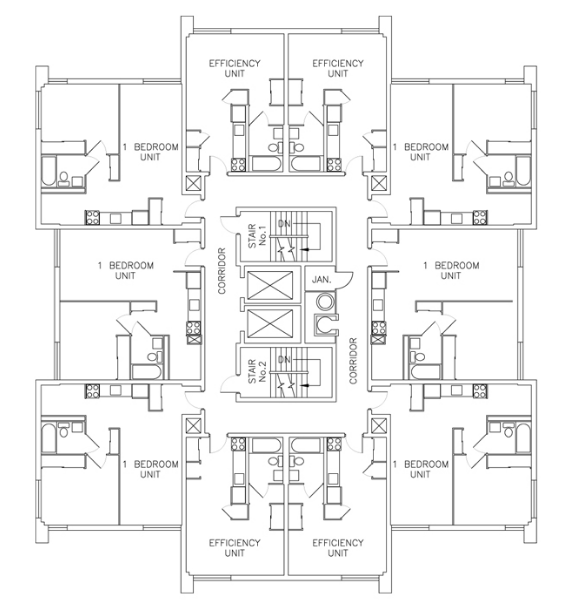 EFFICIENCY
UNIT
EFFICIENCY
UNIT
1 BEDROOM
UNIT
1 BEDROOM
UNIT
DN
STAIR
No.1
CORRIDOR
1 BEDROOM
UNIT
JAN.
1 BEDROOM
UNIT
CORRIDOR
DN
STAIR
No.2
1 BEDROOM
UNIT
1 BEDROOM
UNIT
EFFICIENCY
UNIT
EFFICIENCY
UNIT